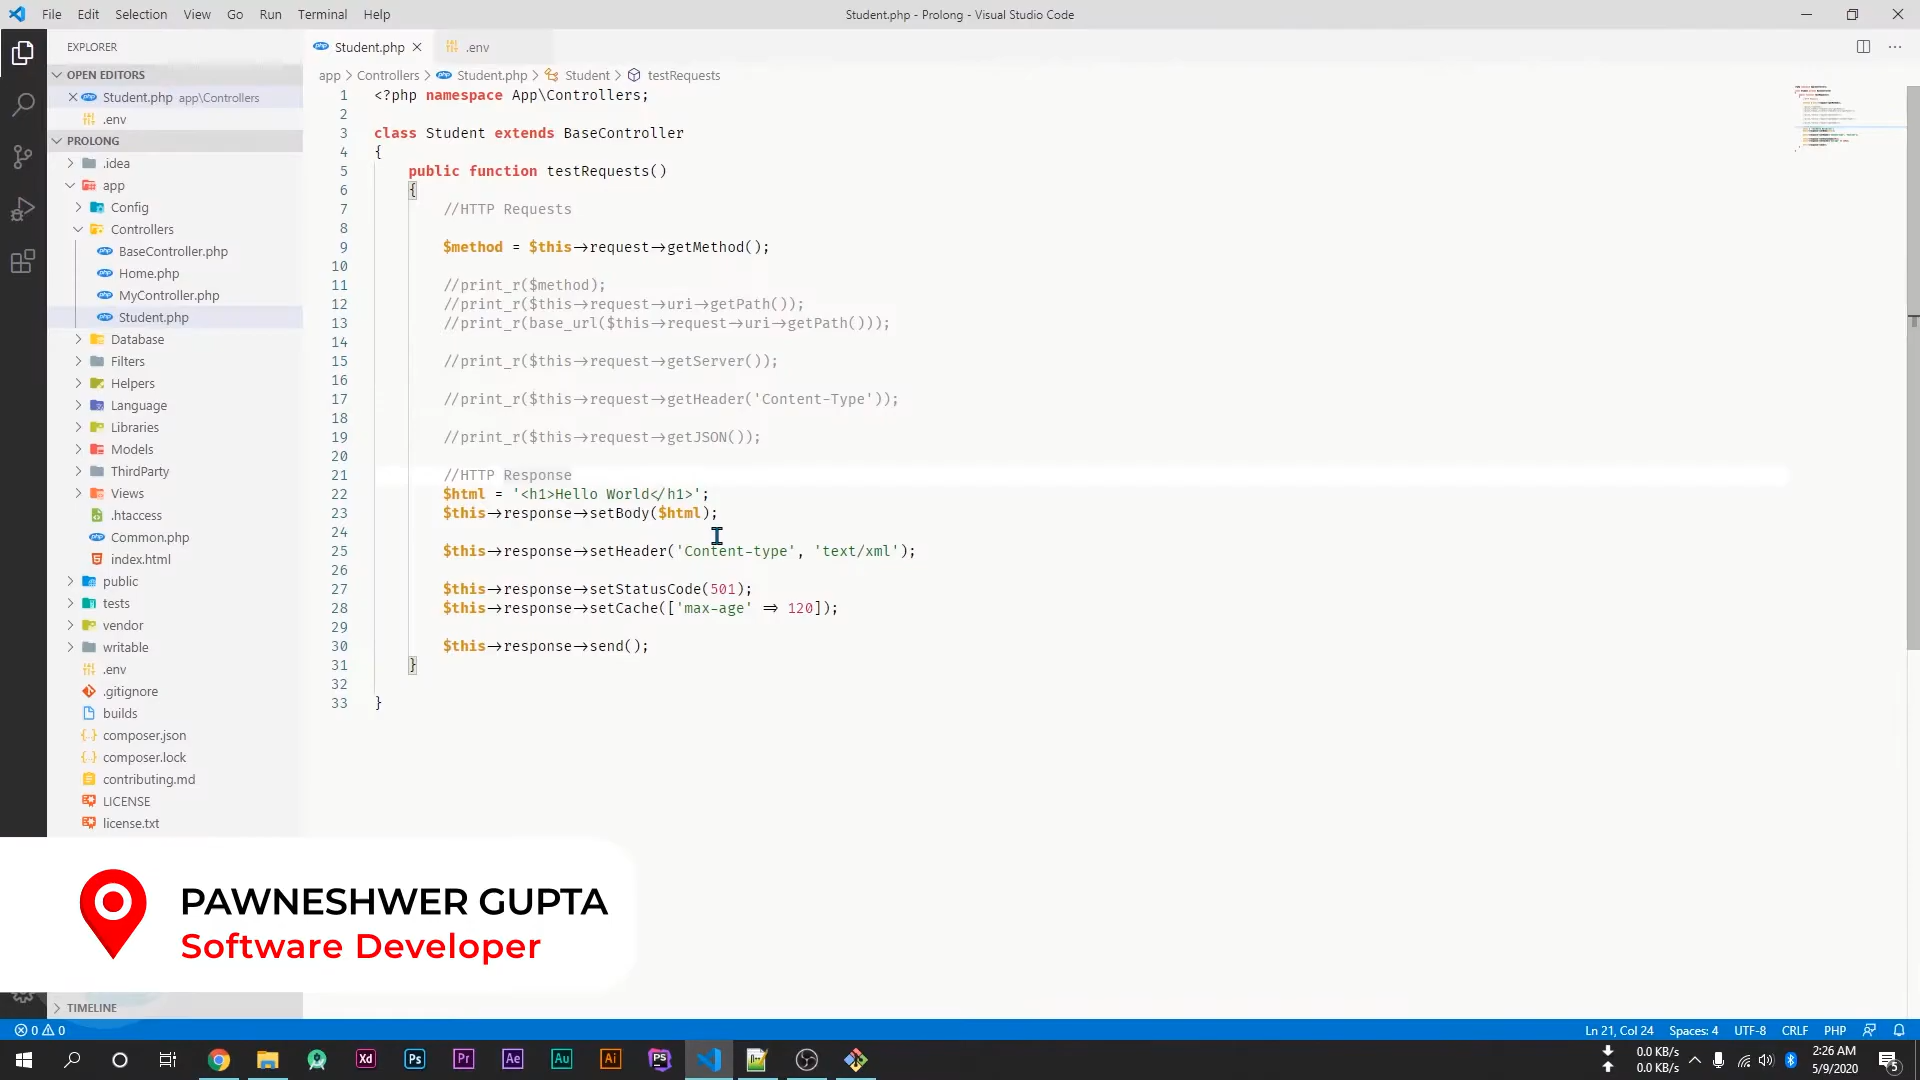 File Edit Selection View Go Run Terminal Help
Student.php - Prolong - Visual Studio Code
EXPLORER
OPEN EDITORS
Student.php app\Controllers
.env
PROLONG
.idea
app
Config
Controllers
BaseController.php
Home.php
MyController.php
Student.php
Database
Filters
Helpers
Language
Libraries
Models
ThirdParty
Views
.htaccess
Common.php
index.html
public
tests
vendor
writable
.env
.gitignore
builds
composer.json
composer.lock
contributing.md
LICENSE
license.txt
TIMELINE
Student.php
.env
app > Controllers > Student.php > Student > testRequests
1 <?php namespace App\Controllers;
2
3 class Student extends BaseController
4 {
5 public function testRequests()
6 {
7 //HTTP Requests
8
9 $method = $this→request→getMethod();
10
11 //print_r($method);
12 //print_r($this→request→uri→getPath());
13 //print_r(base_url($this→request→uri→getPath()));
14
15 //print_r($this→request→getServer());
16
17 //print_r($this→request→getHeader('Content-Type'));
18
19 //print_r($this→request→getJSON());
20
21 //HTTP Response
22 $html = '<h1>Hello World</h1>';
23 $this→response→setBody($html);
24
25 $this→response→setHeader('Content-type', 'text/xml');
26
27 $this→response→setStatusCode(501);
28 $this→response→setCache(['max-age' ⇒ 120]);
29
30 $this→response→send();
31 }
32
33 }
PAWNESHWER GUPTA
Software Developer
0 0
Ln 21, Col 24 Spaces: 4 UTF-8 CRLF PHP
Xd Ps Pr Ae Au Ai PS
0.0 KB/s
0.0 KB/s
2:26 AM
5/9/2020
5